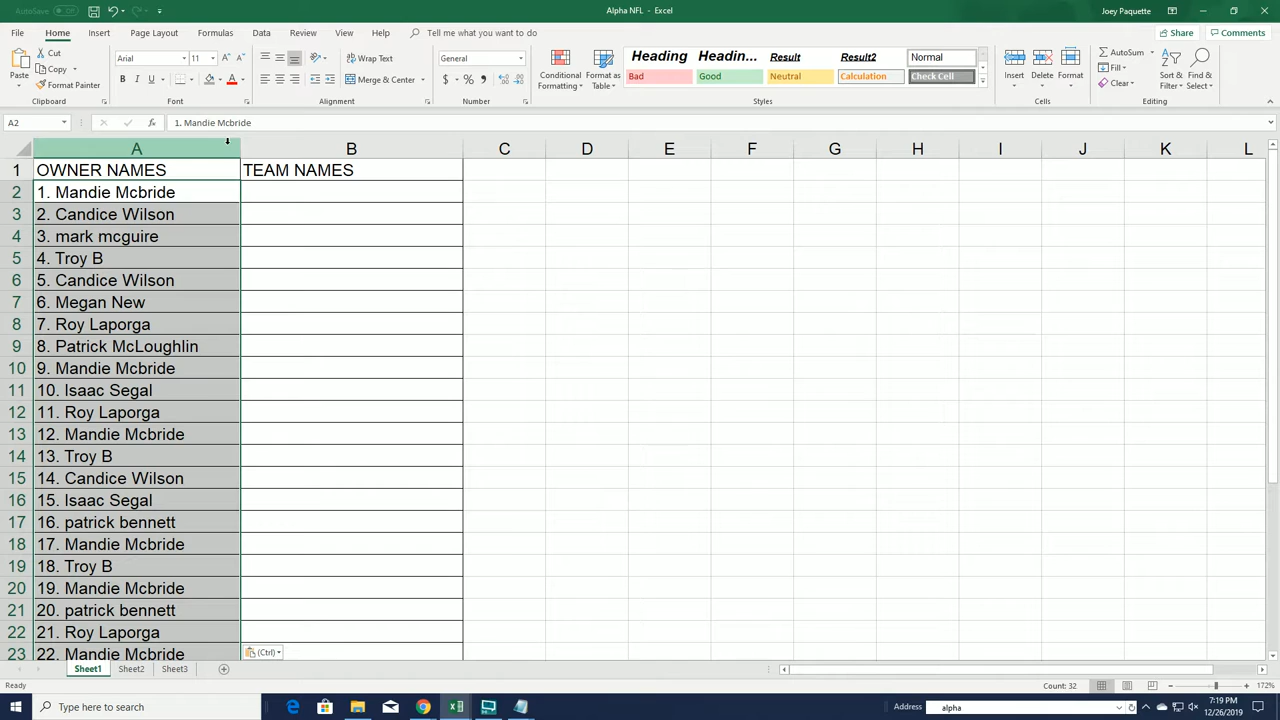 AutoSave Off
Alpha NFL - Excel
Joey Paquette
File Home Insert Page Layout Formulas Data Review View Help Tell me what you want to do
Share Comments
Paste
Cut
Copy
Format Painter
Clipboard
Arial 11
B I U
Font
Wrap Text
Merge & Center
Alignment
General
$ % ,
Number
Conditional Formatting
Format as Table
Heading Headin... Result Result2 Normal
Bad Good Neutral Calculation Check Cell
Styles
Insert Delete Format
Cells
AutoSum
Fill
Clear
Sort & Filter
Find & Select
Editing
A2 fx 1. Mandie Mcbride
A B C D E F G H I J K L
1 OWNER NAMES TEAM NAMES
2 1. Mandie Mcbride
3 2. Candice Wilson
4 3. mark mcguire
5 4. Troy B
6 5. Candice Wilson
7 6. Megan New
8 7. Roy Laporga
9 8. Patrick McLoughlin
10 9. Mandie Mcbride
11 10. Isaac Segal
12 11. Roy Laporga
13 12. Mandie Mcbride
14 13. Troy B
15 14. Candice Wilson
16 15. Isaac Segal
17 16. patrick bennett
18 17. Mandie Mcbride
19 18. Troy B
20 19. Mandie Mcbride
21 20. patrick bennett
22 21. Roy Laporga
23 22. Mandie Mcbride
(Ctrl)
Sheet1 Sheet2 Sheet3
Ready
Count: 32
172%
Type here to search
Address alpha
7:19 PM
12/26/2019